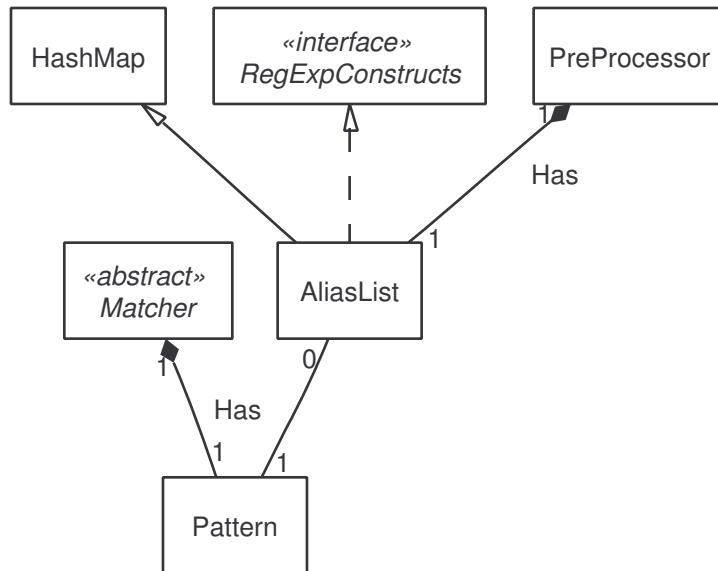 HashMap
«interface»
RegExpConstructs
PreProcessor
1
Has
1
«abstract»
Matcher
AliasList
1
0
Has
1
1
Pattern